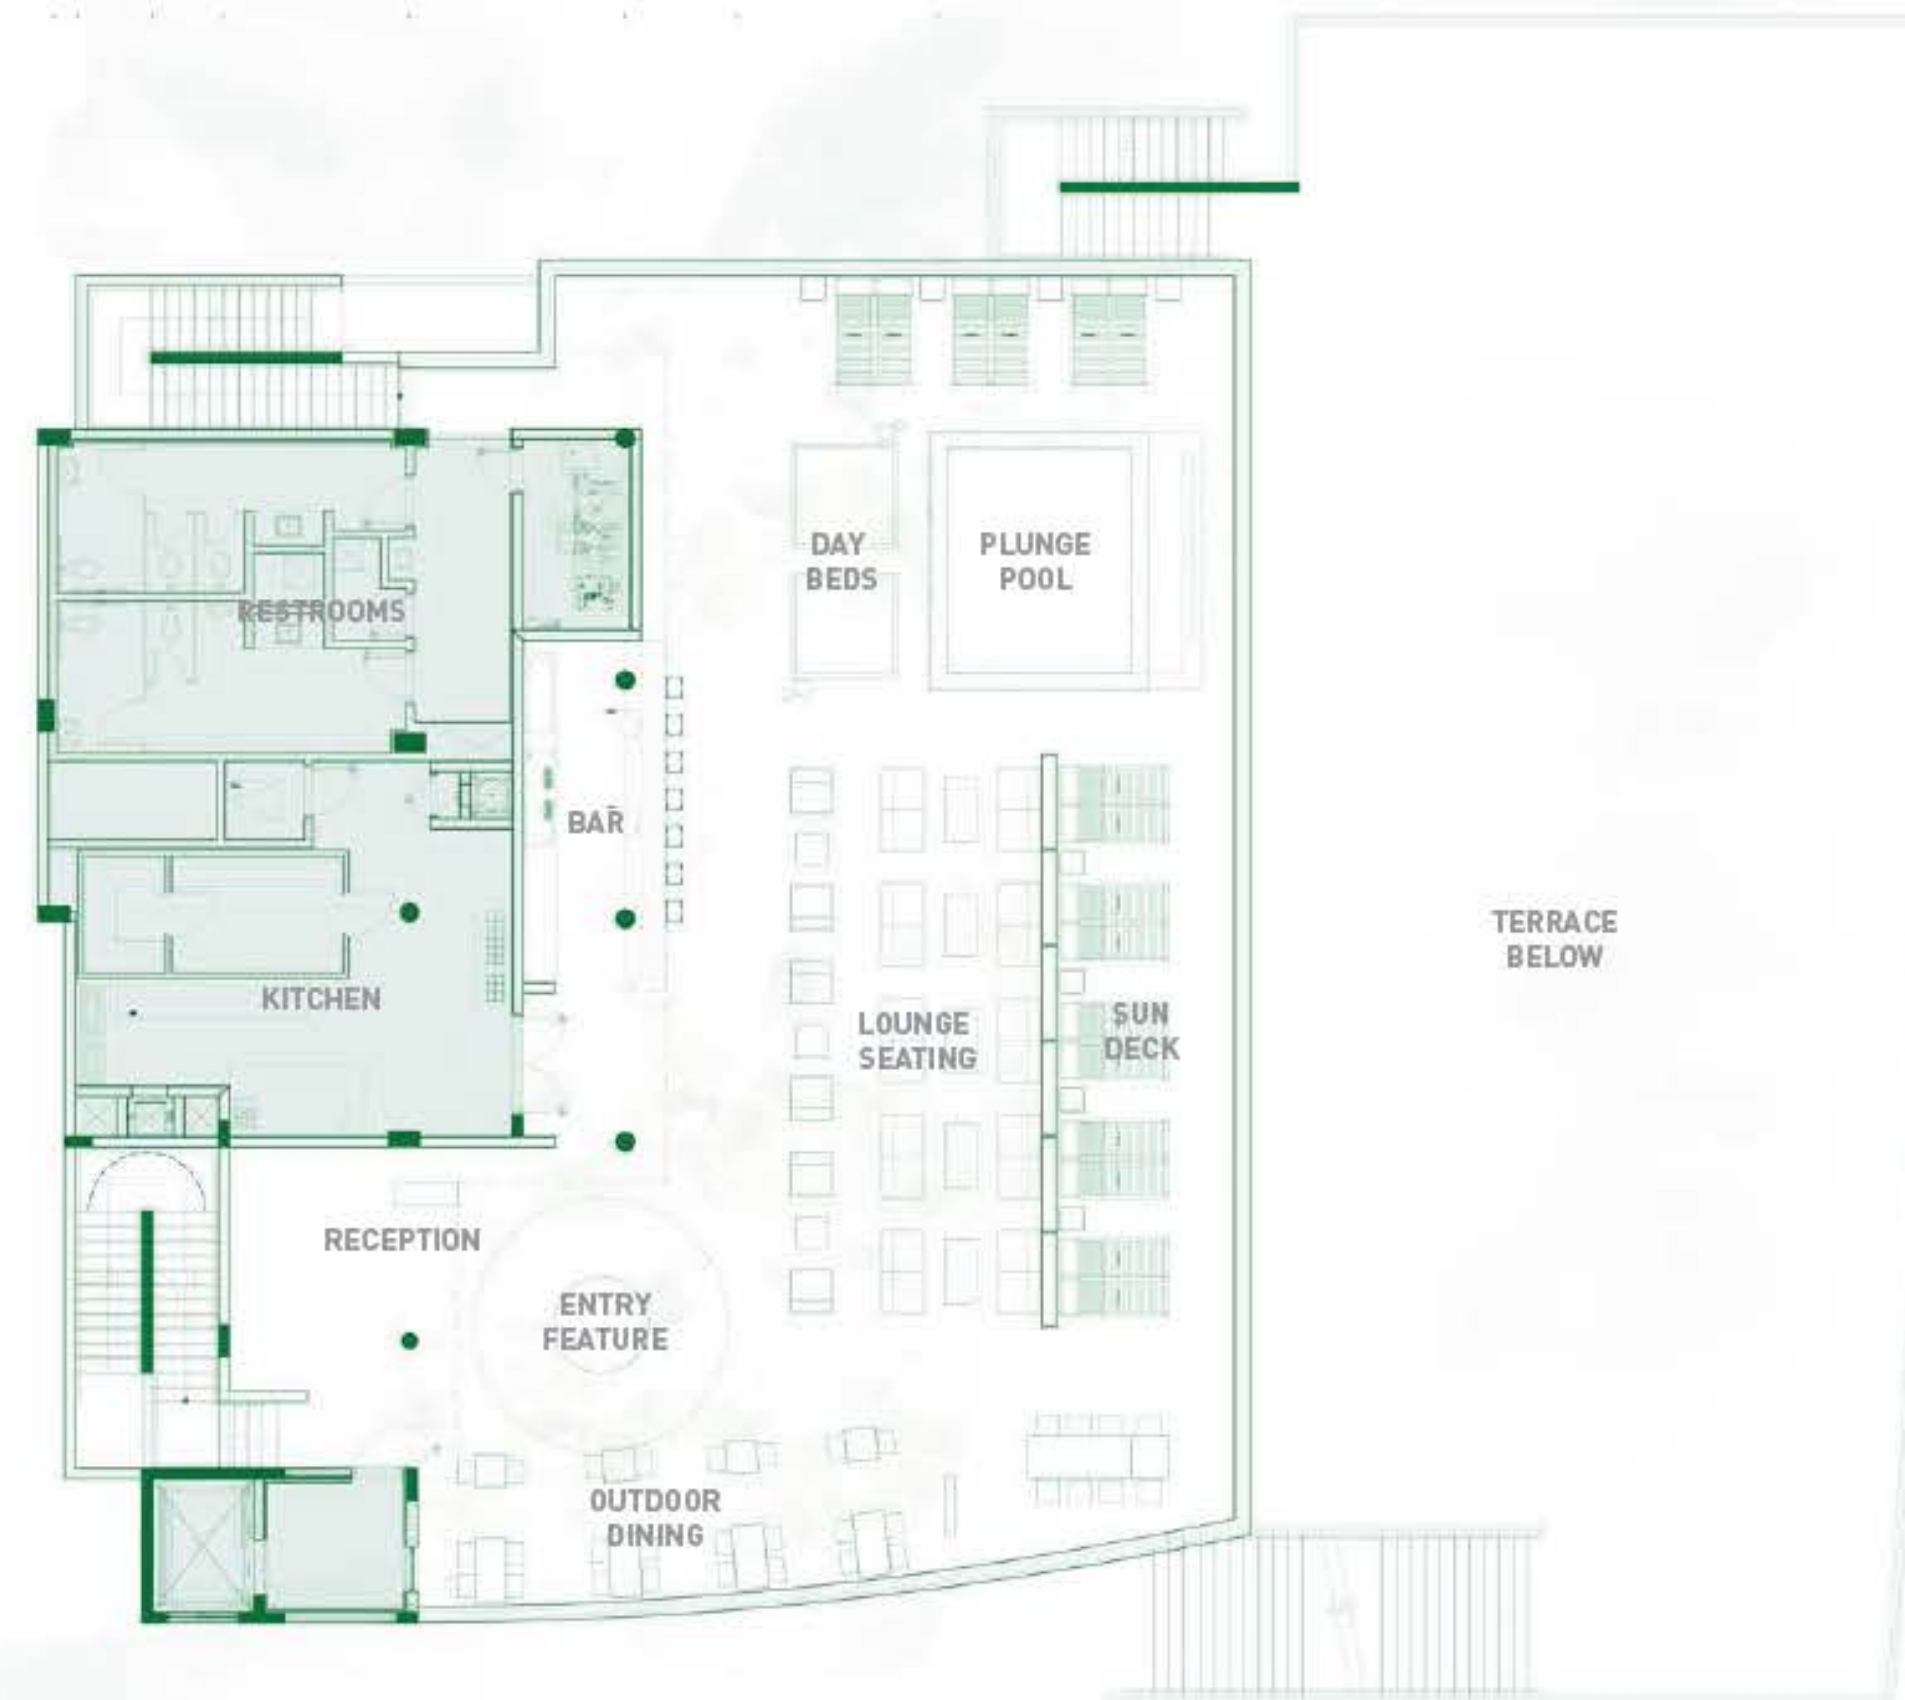 DAY
BEDS
PLUNGE
POOL
RESTROOMS
BAR
TERRACE
BELOW
KITCHEN
LOUNGE
SEATING
SUN
DECK
RECEPTION
ENTRY
FEATURE
OUTDOOR
DINING